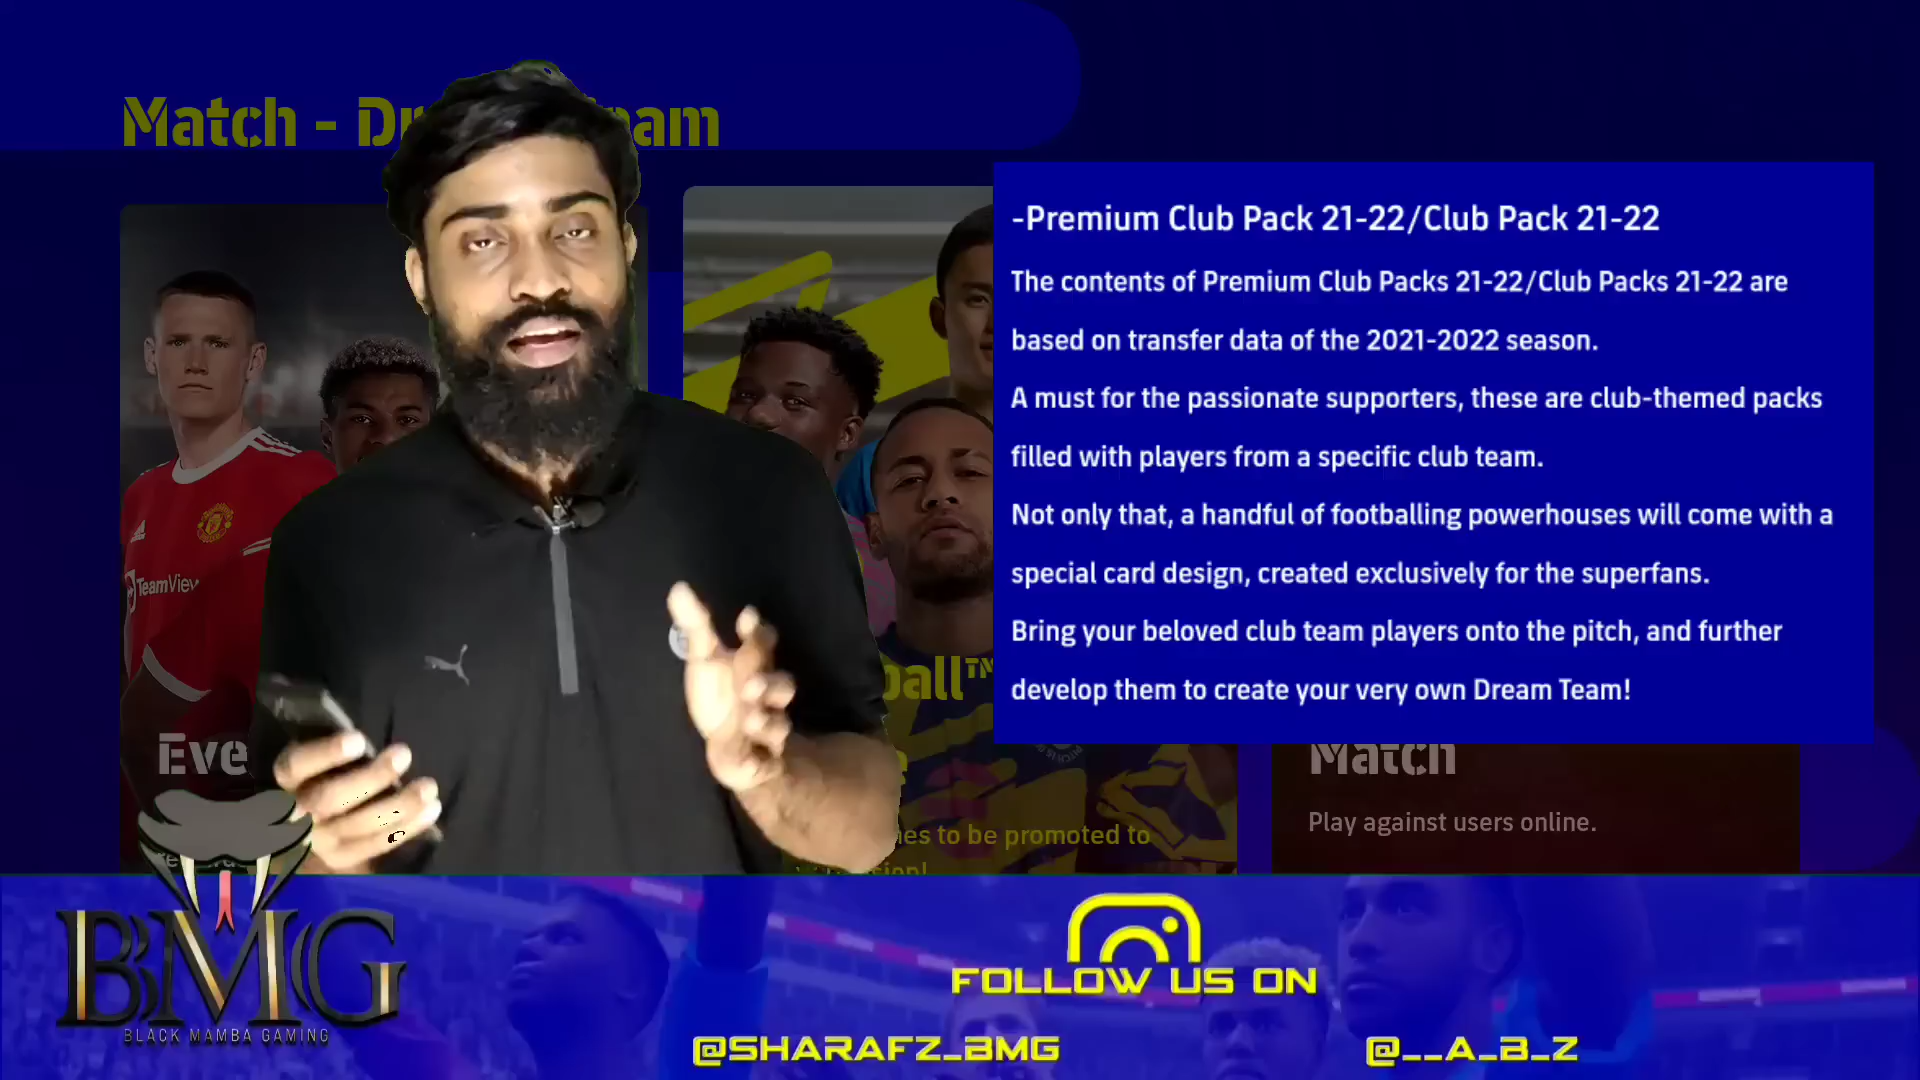 Match - Dr eam
-Premium Club Pack 21-22/Club Pack 21-22
The contents of Premium Club Packs 21-22/Club Packs 21-22 are
based on transfer data of the 2021-2022 season.
A must for the passionate supporters, these are club-themed packs
filled with players from a specific club team.
Not only that, a handful of footballing powerhouses will come with a
special card design, created exclusively for the superfans.
Bring your beloved club team players onto the pitch, and further
develop them to create your very own Dream Team!
TeamView
ball™
Eve
Match
Play against users online.
hes to be promoted to
BMG
BLACK MAMBA GAMING
FOLLOW US ON
@SHARAFZ_BMG
@__A_B_Z